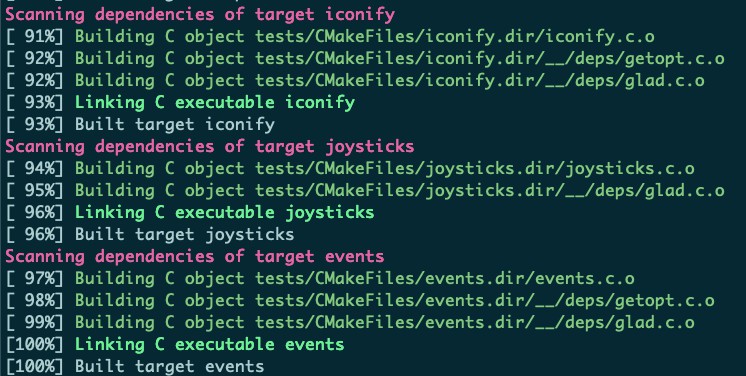 Scanning dependencies of target iconify
[ 91%] Building C object tests/CMakeFiles/iconify.dir/iconify.c.o
[ 92%] Building C object tests/CMakeFiles/iconify.dir/__/deps/getopt.c.o
[ 92%] Building C object tests/CMakeFiles/iconify.dir/__/deps/glad.c.o
[ 93%] Linking C executable iconify
[ 93%] Built target iconify
Scanning dependencies of target joysticks
[ 94%] Building C object tests/CMakeFiles/joysticks.dir/joysticks.c.o
[ 95%] Building C object tests/CMakeFiles/joysticks.dir/__/deps/glad.c.o
[ 96%] Linking C executable joysticks
[ 96%] Built target joysticks
Scanning dependencies of target events
[ 97%] Building C object tests/CMakeFiles/events.dir/events.c.o
[ 98%] Building C object tests/CMakeFiles/events.dir/__/deps/getopt.c.o
[ 99%] Building C object tests/CMakeFiles/events.dir/__/deps/glad.c.o
[100%] Linking C executable events
[100%] Built target events